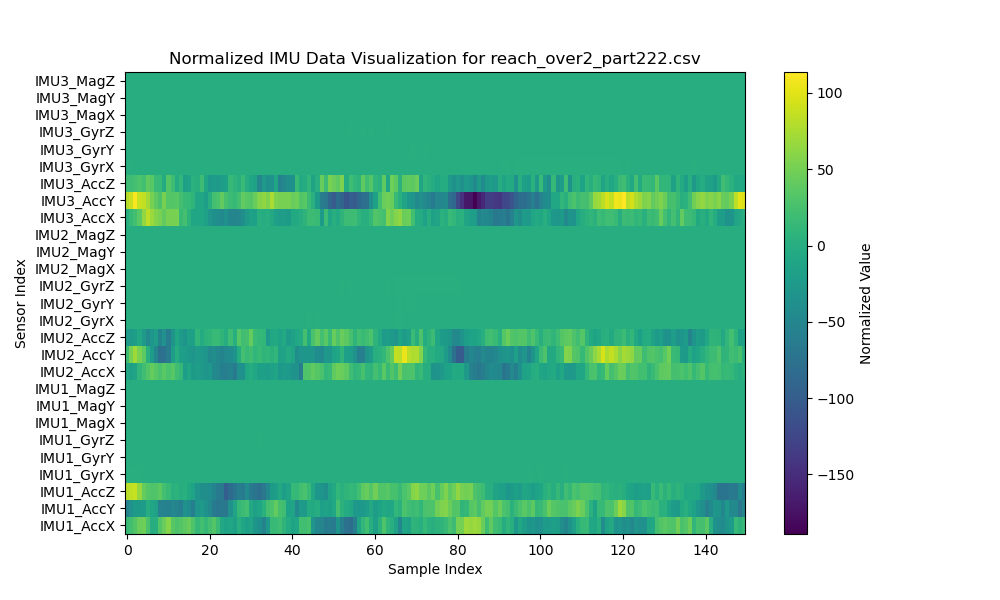 Normalized IMU Data Visualization for reach_over2_part222.csv
IMU3_MagZ
IMU3_MagY
IMU3_MagX
IMU3_GyrZ
IMU3_GyrY
IMU3_GyrX
IMU3_AccZ
IMU3_AccY
IMU3_AccX
IMU2_MagZ
IMU2_MagY
IMU2_MagX
IMU2_GyrZ
IMU2_GyrY
IMU2_GyrX
IMU2_AccZ
IMU2_AccY
IMU2_AccX
IMU1_MagZ
IMU1_MagY
IMU1_MagX
IMU1_GyrZ
IMU1_GyrY
IMU1_GyrX
IMU1_AccZ
IMU1_AccY
IMU1_AccX
Sensor Index
0 20 40 60 80 100 120 140
Sample Index
100
50
0
−50
−100
−150
Normalized Value